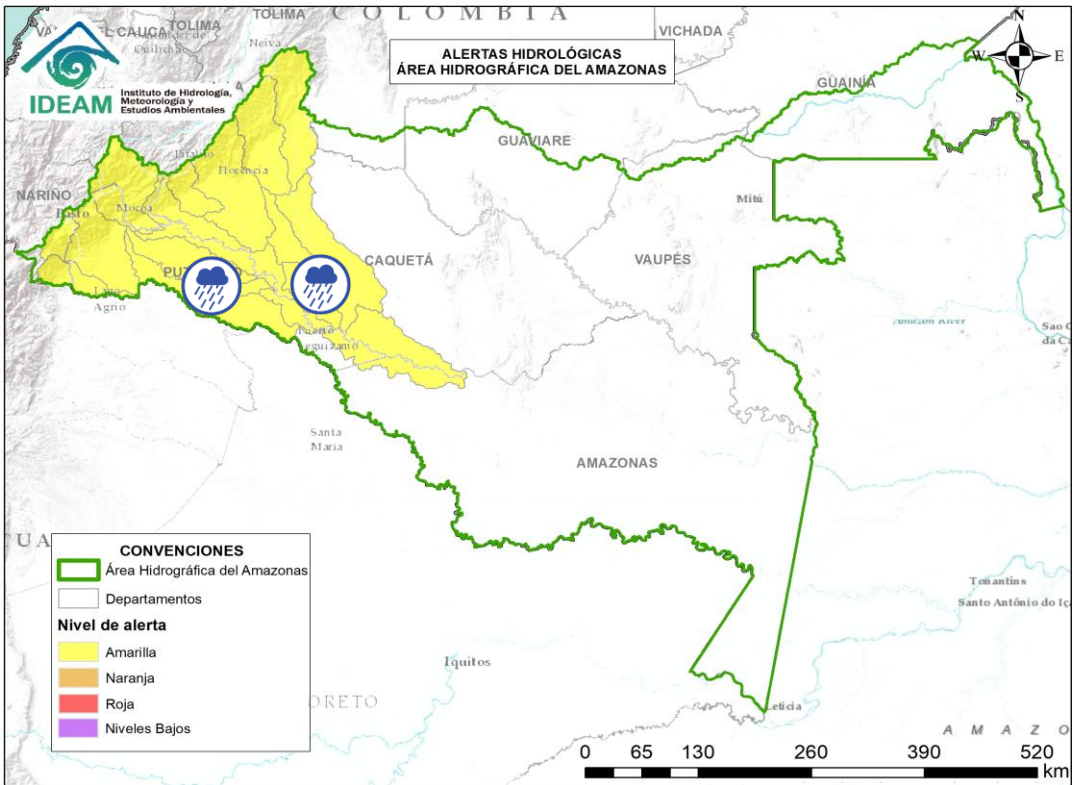 COLOMBIA
TOLIMA
TOLIMA
Neiva
VICHADA
ALERTAS HIDROLÓGICAS
ÁREA HIDROGRÁFICA DEL AMAZONAS
N
W
E
S
IDEAM
Instituto de Hidrología,
Meteorología y
Estudios Ambientales
GUAINÍA
GUAVIARE
Florencia
NARIÑO
Pasto
Mocoa
Mitú
CAQUETÁ
VAUPÉS
Lago
Agrio
Puerto
Amazon River
Santa
Maria
AMAZONAS
CONVENCIONES
Área Hidrográfica del Amazonas
Departamentos
Nivel de alerta
Amarilla
Naranja
Roja
Niveles Bajos
Iquitos
ORETO
Tonantins
Santo Antônio do Iç
Leticia
A M A Z O
0 65 130 260 390 520
km